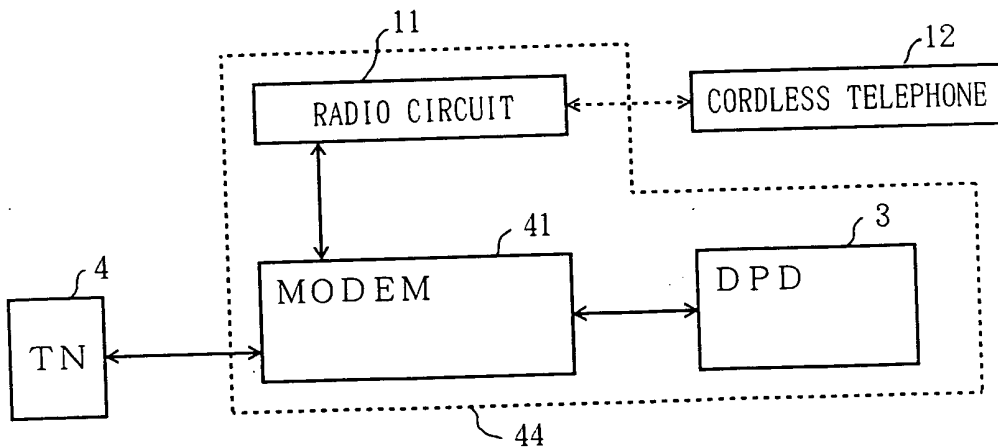 11
12
RADIO CIRCUIT
CORDLESS TELEPHONE
41
3
4
MODEM
DPD
TN
44